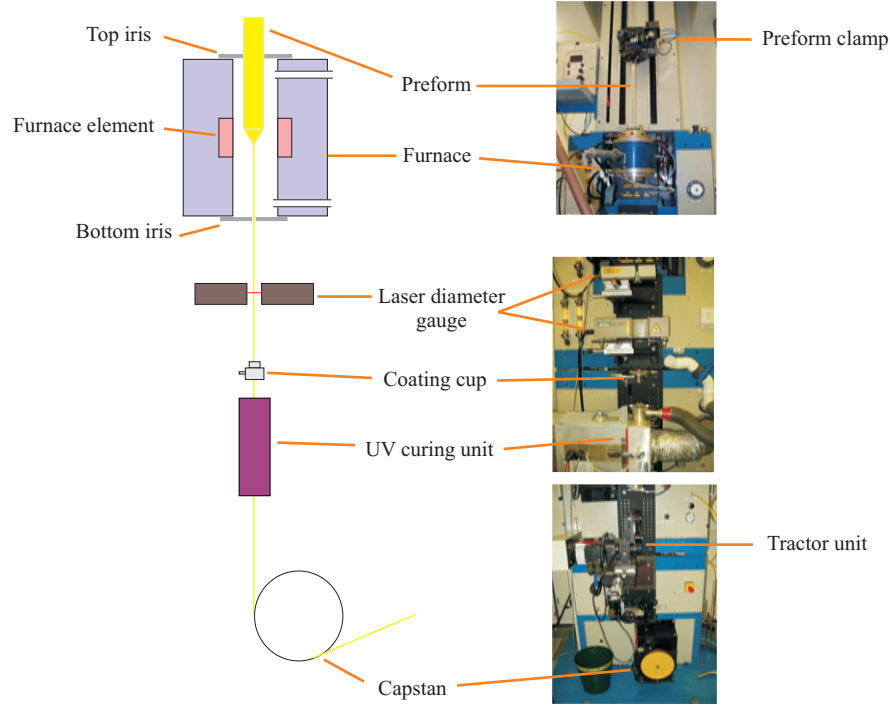 Top iris
Preform clamp
Preform
Furnace element
Furnace
Bottom iris
Laser diameter
gauge
Coating cup
UV curing unit
Tractor unit
Capstan